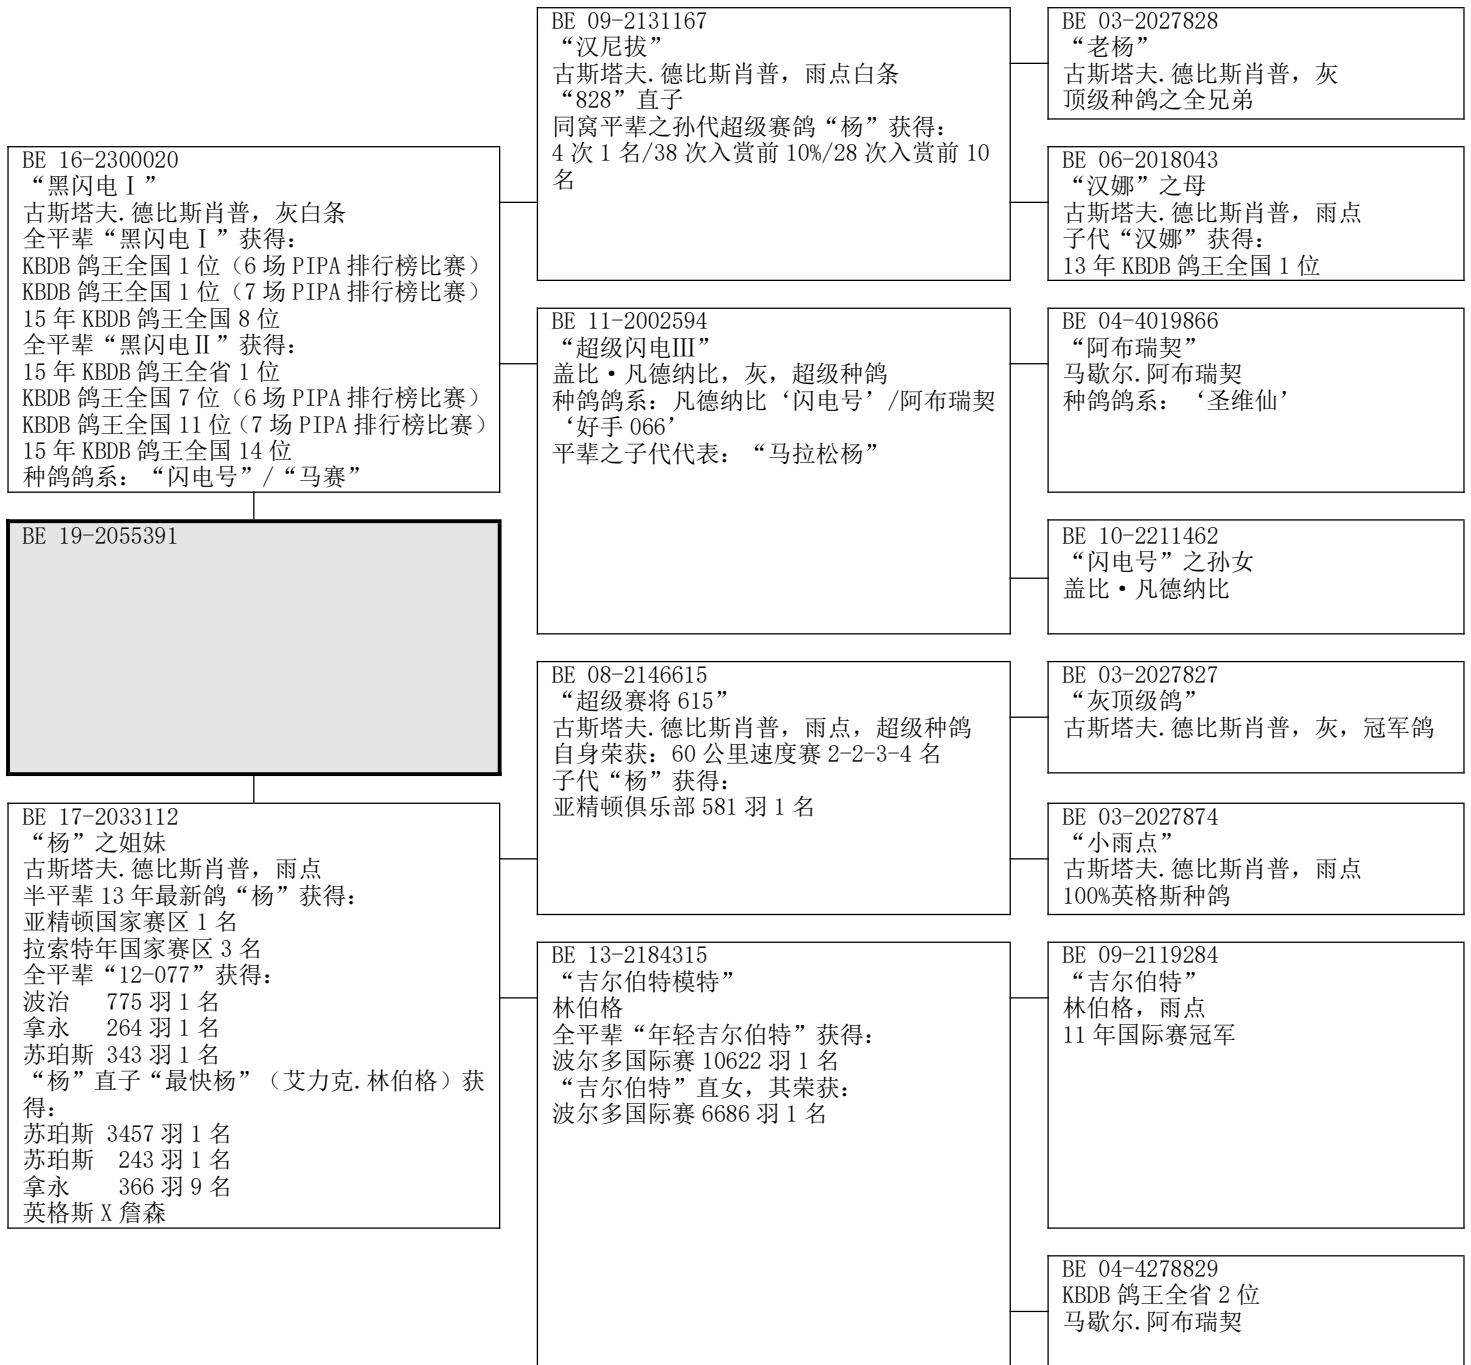 BE 16-2300020
“黑闪电Ⅰ”
古斯塔夫.德比斯肖普，灰白条
全平辈“黑闪电Ⅰ”获得：
KBDB 鸽王全国 1 位（6 场 PIPA 排行榜比赛）
KBDB 鸽王全国 1 位（7 场 PIPA 排行榜比赛）
15 年 KBDB 鸽王全国 8 位
全平辈“黑闪电Ⅱ”获得：
15 年 KBDB 鸽王全省 1 位
KBDB 鸽王全国 7 位（6 场 PIPA 排行榜比赛）
KBDB 鸽王全国 11 位（7 场 PIPA 排行榜比赛）
15 年 KBDB 鸽王全国 14 位
种鸽鸽系：“闪电号”/“马赛”
BE 19-2055391
BE 17-2033112
“杨”之姐妹
古斯塔夫.德比斯肖普，雨点
半平辈 13 年最新鸽“杨”获得：
亚精顿国家赛区 1 名
拉索特年国家赛区 3 名
全平辈“12-077”获得：
波治 775 羽 1 名
拿永 264 羽 1 名
苏珀斯 343 羽 1 名
“杨”直子“最快杨”（艾力克.林伯格）获
得：
苏珀斯 3457 羽 1 名
苏珀斯 243 羽 1 名
拿永 366 羽 9 名
英格斯 X 詹森
BE 09-2131167
“汉尼拔”
古斯塔夫.德比斯肖普，雨点白条
“828”直子
同窝平辈之孙代超级赛鸽“杨”获得：
4 次 1 名/38 次入赏前 10%/28 次入赏前 10
名
BE 11-2002594
“超级闪电Ⅲ”
盖比·凡德纳比，灰，超级种鸽
种鸽鸽系：凡德纳比‘闪电号’/阿布瑞契
‘好手 066’
平辈之子代代表：“马拉松杨”
BE 08-2146615
“超级赛将 615”
古斯塔夫.德比斯肖普，雨点，超级种鸽
自身荣获：60 公里速度赛 2-2-3-4 名
子代“杨”获得：
亚精顿俱乐部 581 羽 1 名
BE 13-2184315
“吉尔伯特模特”
林伯格
全平辈“年轻吉尔伯特”获得：
波尔多国际赛 10622 羽 1 名
“吉尔伯特”直女，其荣获：
波尔多国际赛 6686 羽 1 名
BE 03-2027828
“老杨”
古斯塔夫.德比斯肖普，灰
顶级种鸽之全兄弟
BE 06-2018043
“汉娜”之母
古斯塔夫.德比斯肖普，雨点
子代“汉娜”获得：
13 年 KBDB 鸽王全国 1 位
BE 04-4019866
“阿布瑞契”
马歇尔.阿布瑞契
种鸽鸽系：‘圣维仙’
BE 10-2211462
“闪电号”之孙女
盖比·凡德纳比
BE 03-2027827
“灰顶级鸽”
古斯塔夫.德比斯肖普，灰，冠军鸽
BE 03-2027874
“小雨点”
古斯塔夫.德比斯肖普，雨点
100%英格斯种鸽
BE 09-2119284
“吉尔伯特”
林伯格，雨点
11 年国际赛冠军
BE 04-4278829
KBDB 鸽王全省 2 位
马歇尔.阿布瑞契